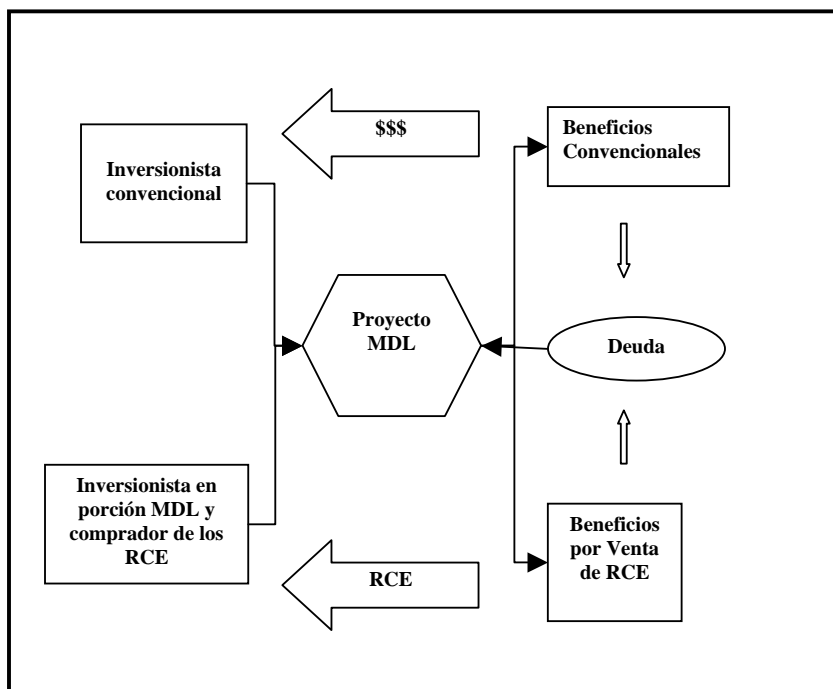 $$$
Beneficios
Convencionales
Inversionista
convencional
Proyecto
MDL
Deuda
Inversionista en
porción MDL y
comprador de los
RCE
Beneficios
por Venta
de RCE
RCE